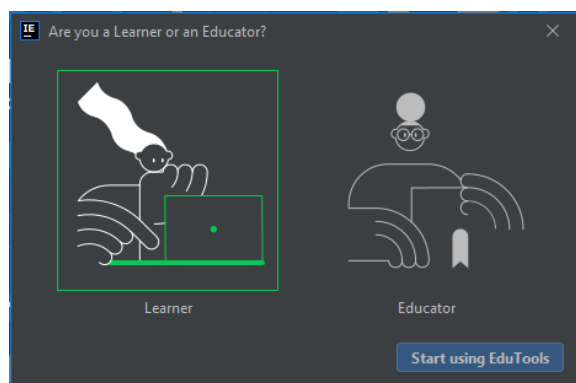 IE
Are you a Learner or an Educator?
Learner
Educator
Start using EduTools